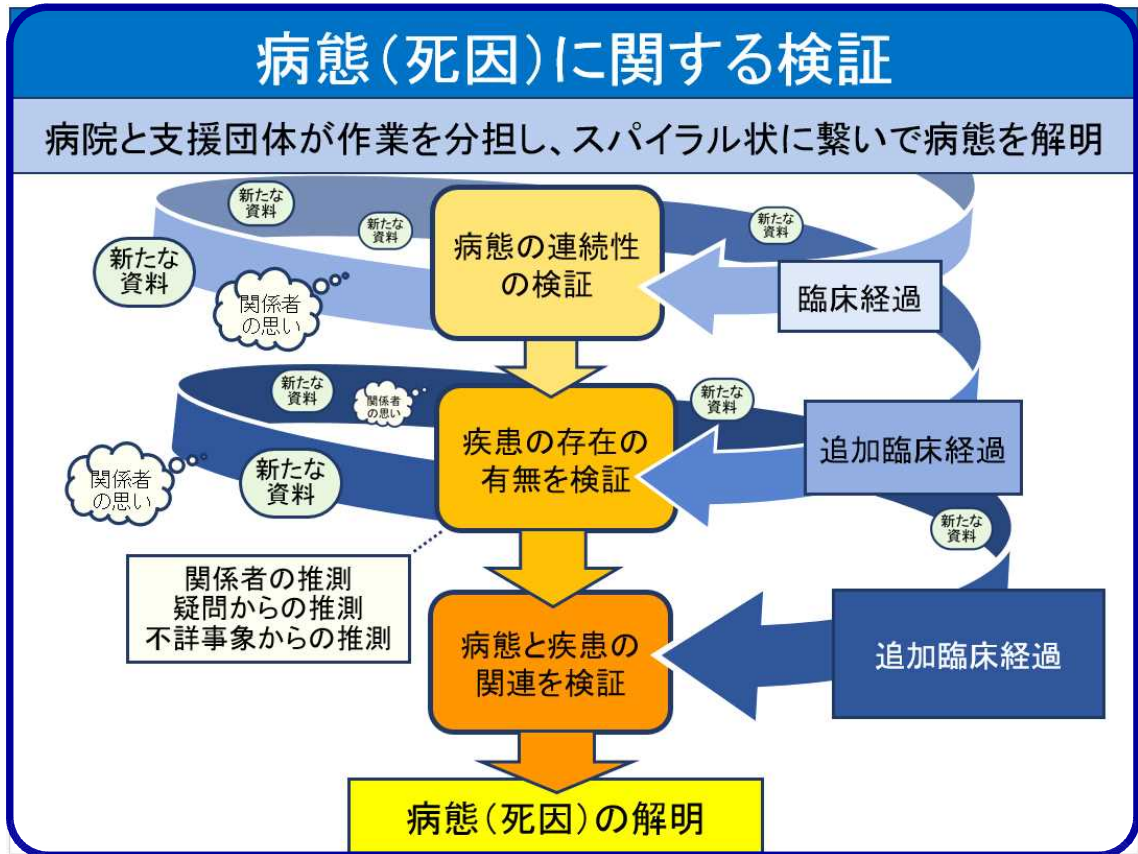 病態（死因）に関する検証
病院と支援団体が作業を分担し、スパイラル状に繋いで病態を解明
新たな
資料
新たな
資料
新たな
資料
新たな
資料
関係者
の思い
病態の連続性
の検証
臨床経過
新たな
資料
関係者
の思い
新たな
資料
関係者
の思い
新たな
資料
疾患の存在の
有無を検証
追加臨床経過
新たな
資料
関係者の推測
疑問からの推測
不詳事象からの推測
病態と疾患の
関連を検証
追加臨床経過
病態（死因）の解明